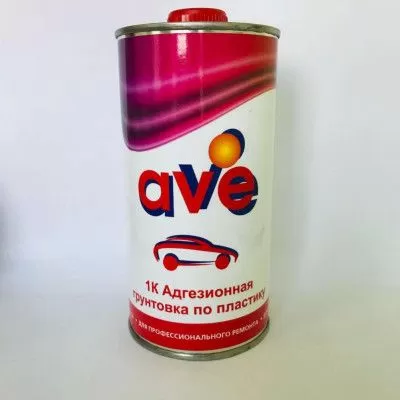 ave
1К Адгезионная
грунтовка по пластику
• ДЛЯ ПРОФЕССИОНАЛЬНОГО РЕМОНТА •